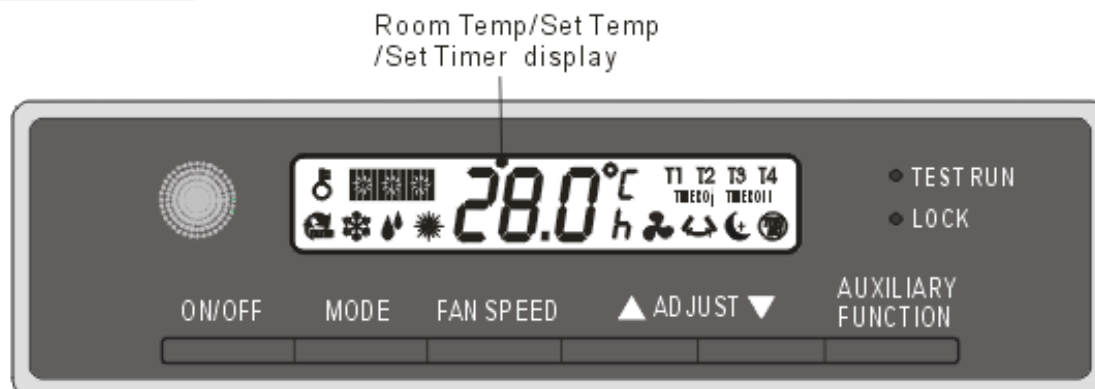 Room Temp/Set Temp
/Set Timer display
28.0°C
h
T1 T2 T3 T4
TEST RUN
LOCK
ON/OFF
MODE
FAN SPEED
▲ ADJUST ▼
AUXILIARY
FUNCTION